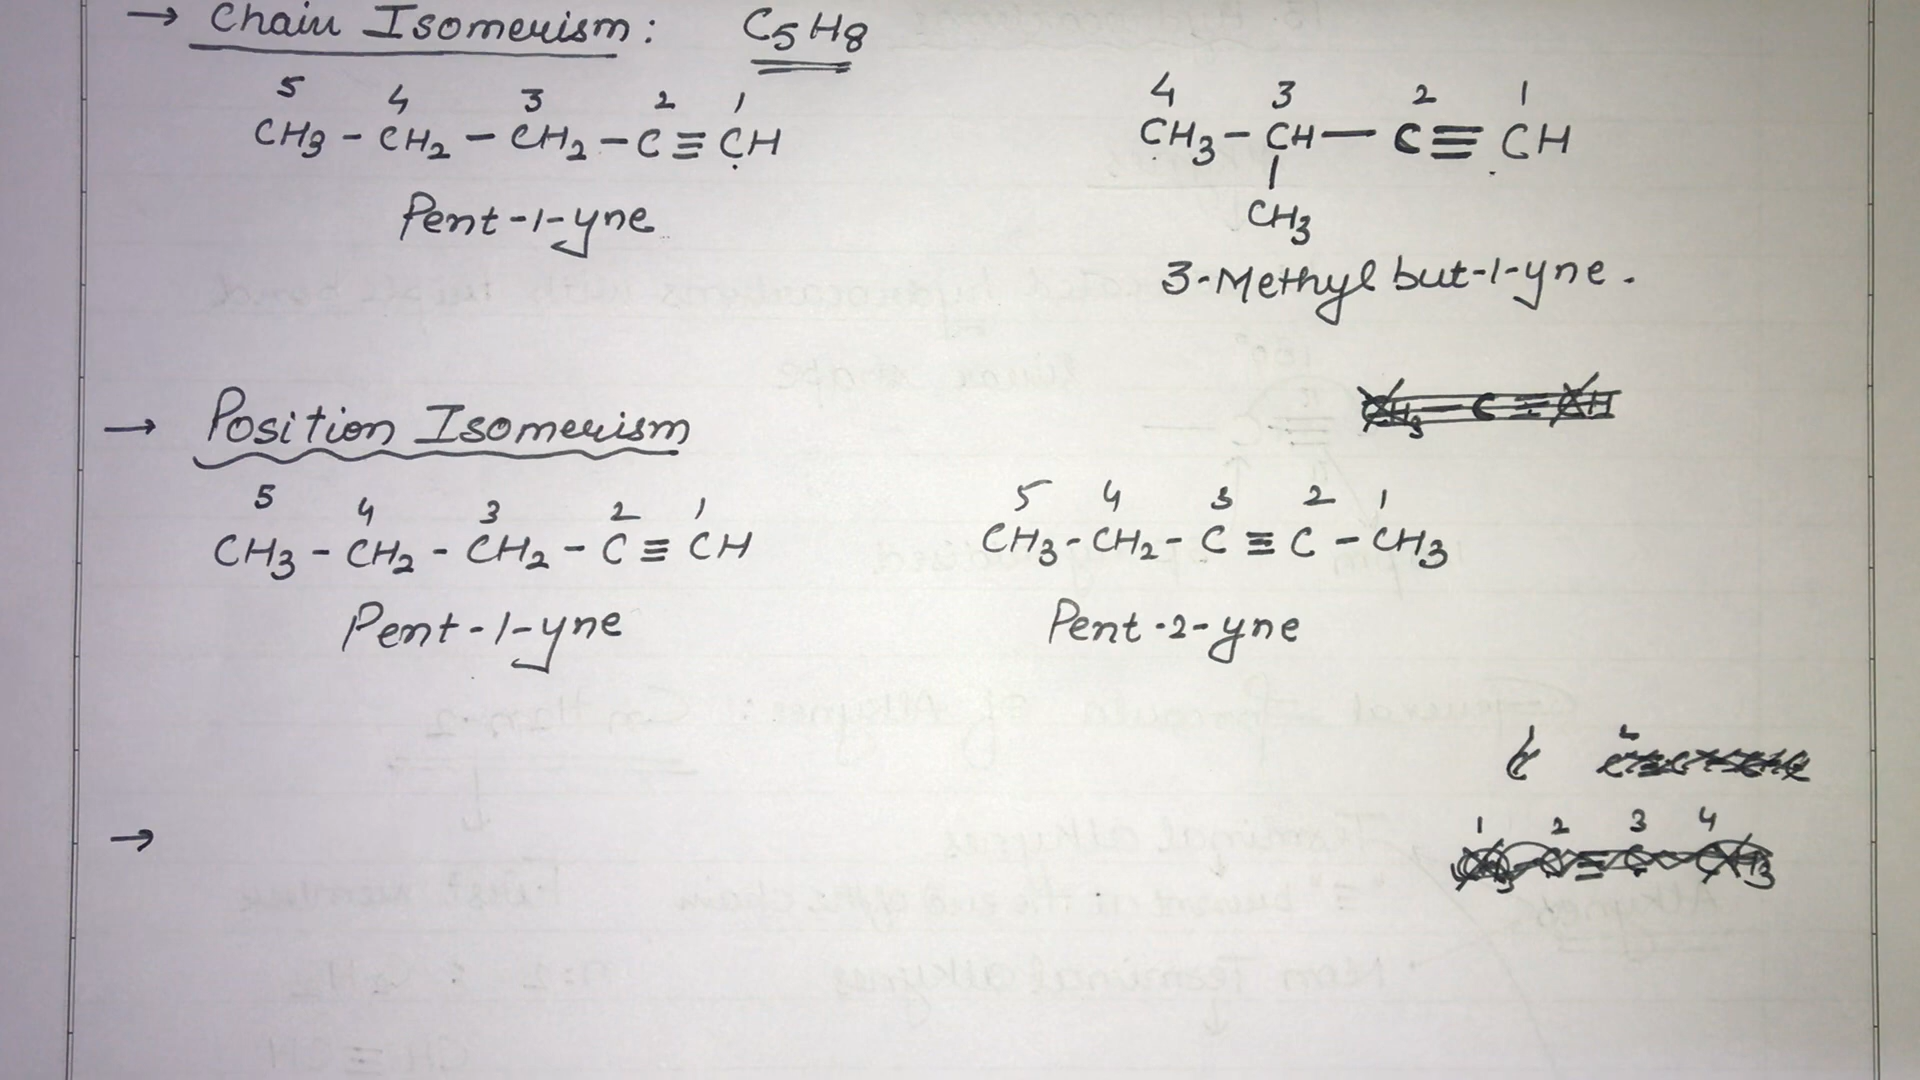 → Chain Isomerism: C5H8
5 4 3 2 1
CH3 - CH2 - CH2 - C ≡ CH
Pent-1-yne
4 3 2 1
CH3 - CH — C ≡ CH
|
CH3
3-Methyl but-1-yne.
→ Position Isomerism
5 4 3 2 1
CH3 - CH2 - CH2 - C ≡ CH
Pent-1-yne
5 4 3 2 1
CH3 - CH2 - C ≡ C - CH3
Pent-2-yne
1 2 3 4
→